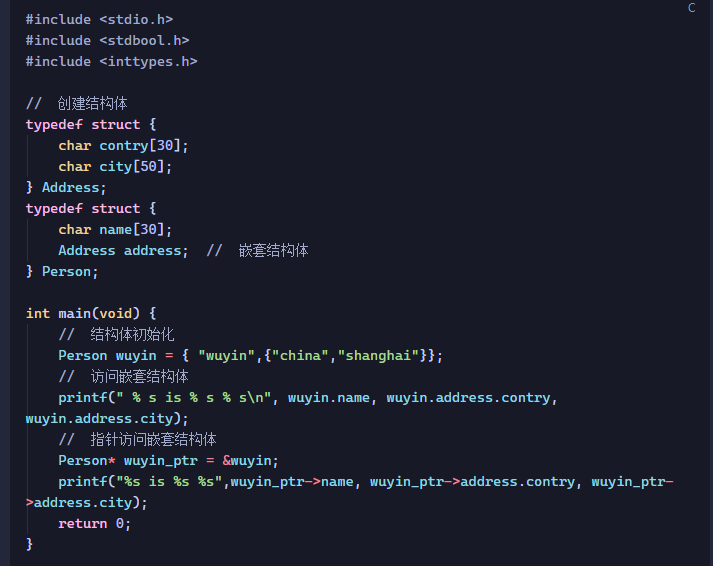 C
#include <stdio.h>
#include <stdbool.h>
#include <inttypes.h>
//  创建结构体
typedef struct {
    char contry[30];
    char city[50];
} Address;
typedef struct {
    char name[30];
    Address address;  //  嵌套结构体
} Person;
int main(void) {
    //  结构体初始化
    Person wuyin = { "wuyin",{"china","shanghai"}};
    //  访问嵌套结构体
    printf(" % s is % s % s\n", wuyin.name, wuyin.address.contry,
wuyin.address.city);
    //  指针访问嵌套结构体
    Person* wuyin_ptr = &wuyin;
    printf("%s is %s %s",wuyin_ptr->name, wuyin_ptr->address.contry, wuyin_ptr-
>address.city);
    return 0;
}